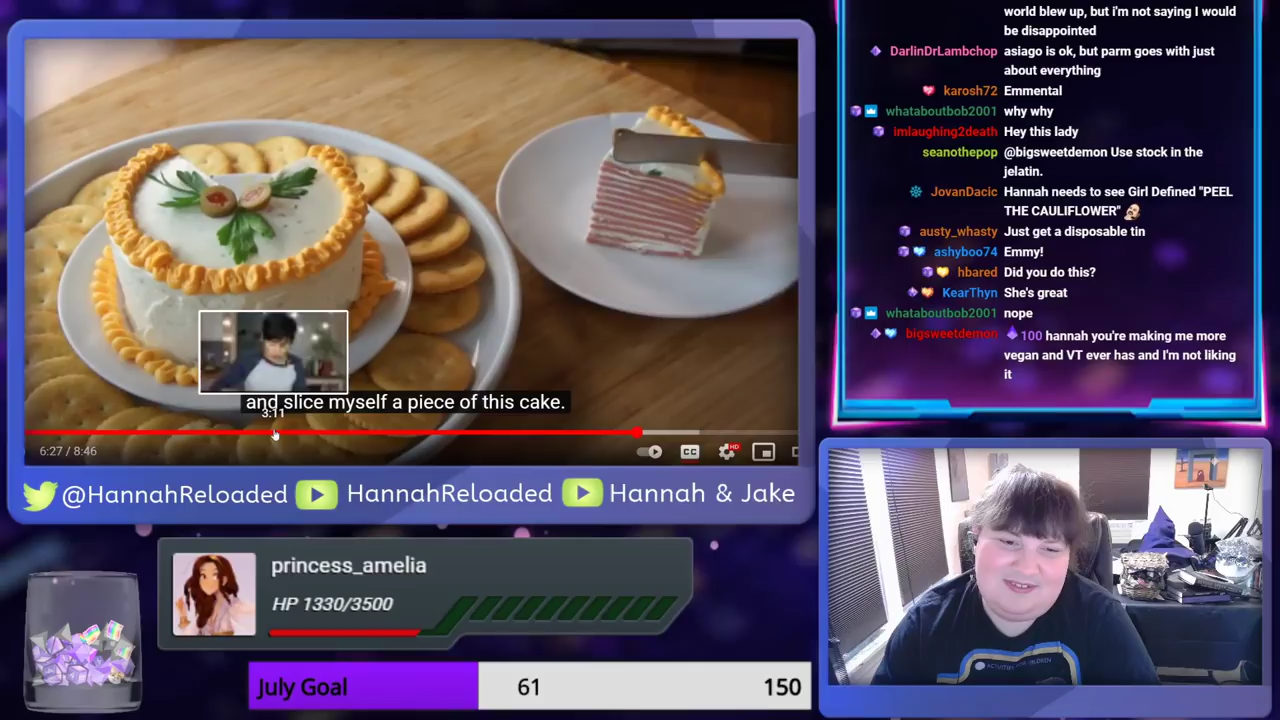 and slice myself a piece of this cake.
3:11
6:27 / 8:46
CC
HD
@HannahReloaded
HannahReloaded
Hannah & Jake
princess_amelia
HP 1330/3500
July Goal 61 150
world blew up, but i'm not saying I would
be disappointed
DarlinDrLambchop asiago is ok, but parm goes with just
about everything
karosh72 Emmental
whataboutbob2001 why why
imlaughing2death Hey this lady
seanothepop @bigsweetdemon Use stock in the
jelatin.
JovanDacic Hannah needs to see Girl Defined "PEEL
THE CAULIFLOWER"
austy_whasty Just get a disposable tin
ashyboo74 Emmy!
hbared Did you do this?
KearThyn She's great
whataboutbob2001 nope
bigsweetdemon 100 hannah you're making me more
vegan and VT ever has and I'm not liking
it